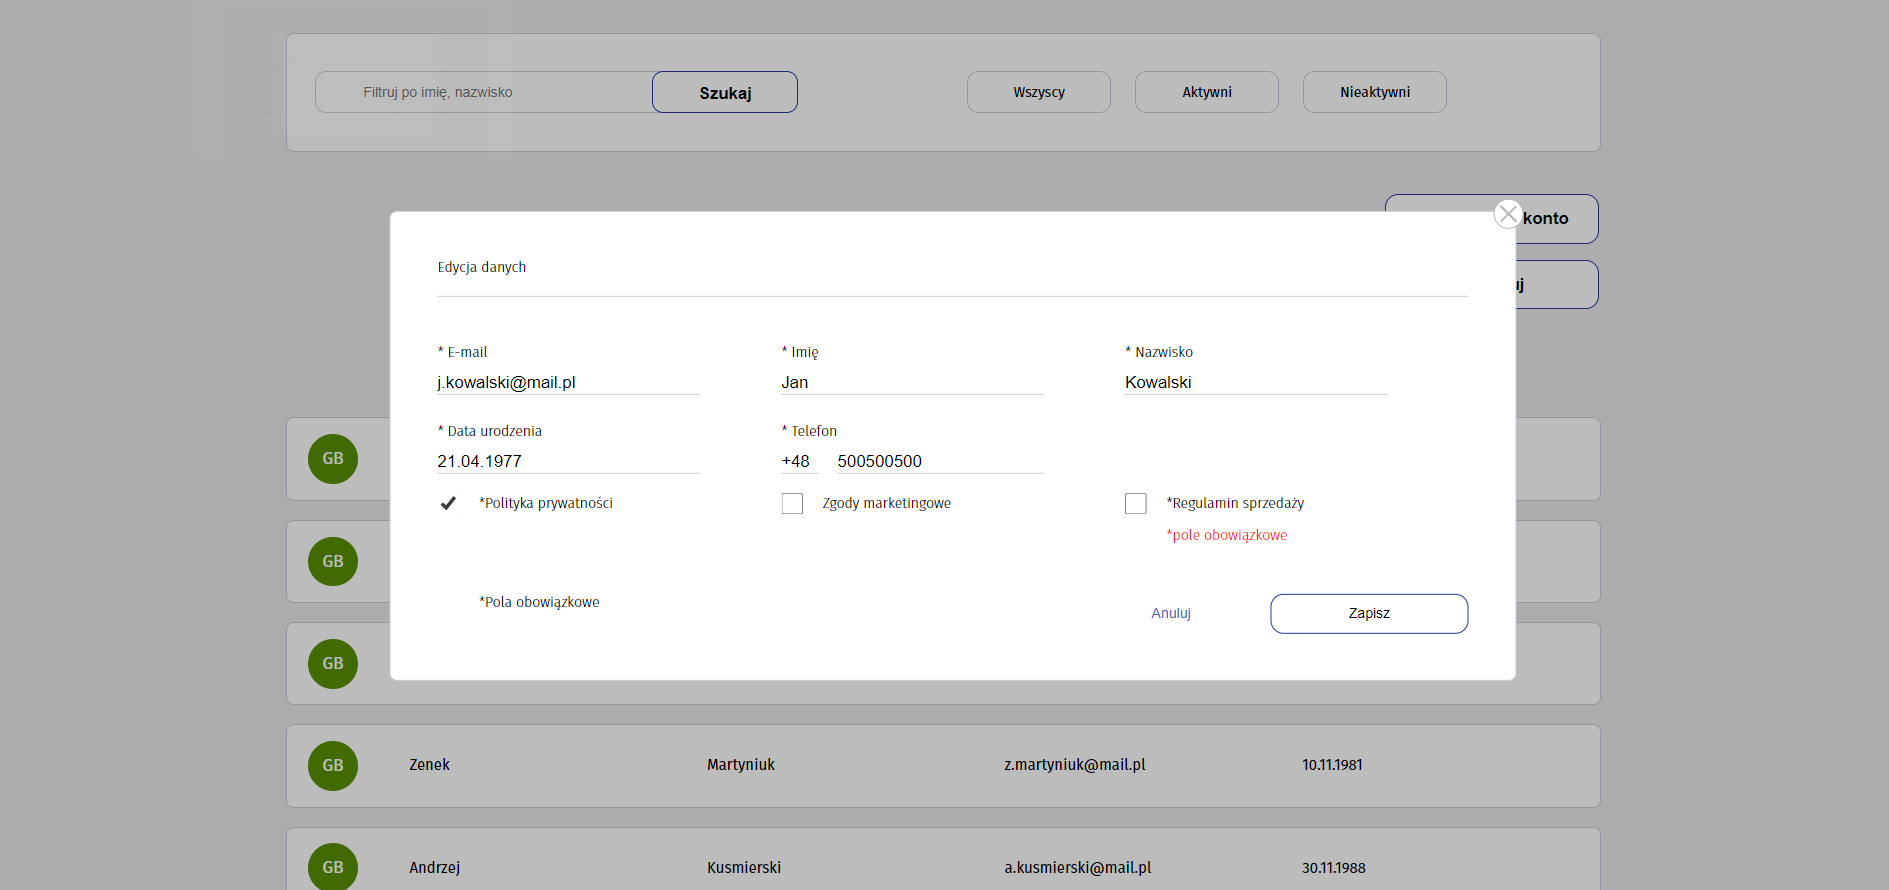 Filtruj po imię, nazwisko Szukaj Wszyscy Aktywni Nieaktywni
konto
Edycja danych
* E-mail * Imię * Nazwisko
j.kowalski@mail.pl Jan Kowalski
* Data urodzenia * Telefon
21.04.1977 +48 500500500
*Polityka prywatności Zgody marketingowe *Regulamin sprzedaży
*pole obowiązkowe
*Pola obowiązkowe Anuluj Zapisz
GB
GB
GB
GB Zenek Martyniuk z.martyniuk@mail.pl 10.11.1981
GB Andrzej Kusmierski a.kusmierski@mail.pl 30.11.1988